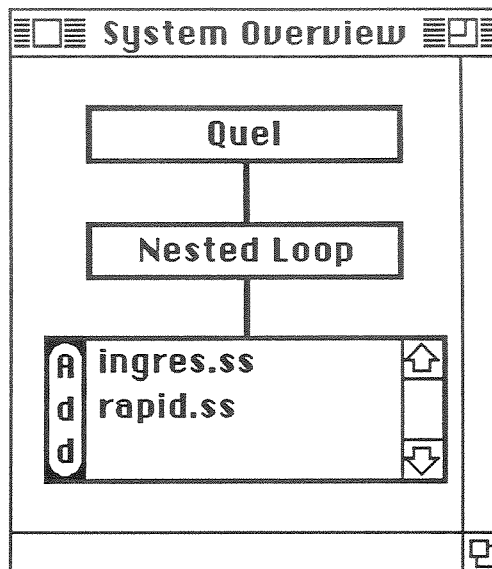 System Overview
Quel
Nested Loop
Add
ingres.ss
rapid.ss